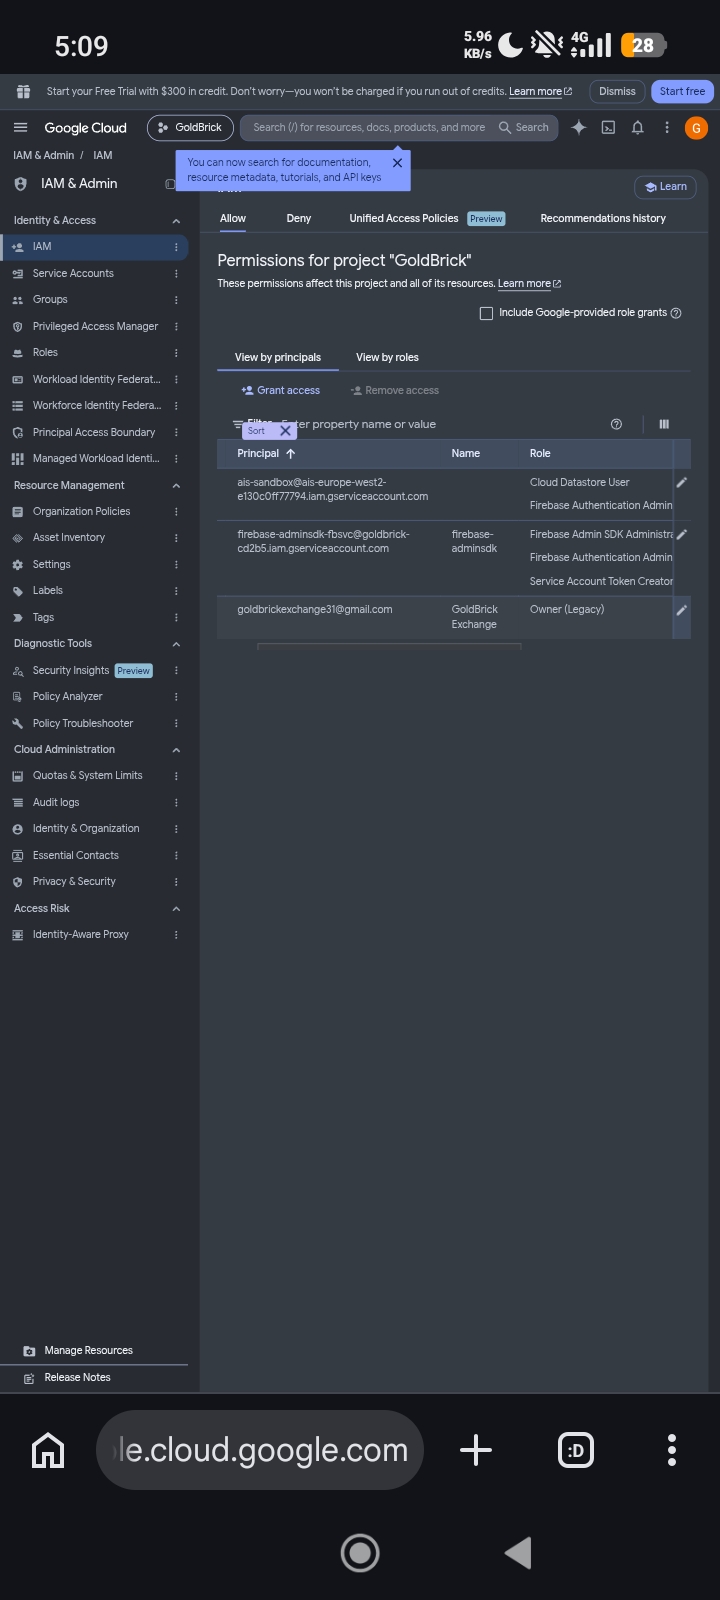 5:09
5.96
KB/s
4G
28
Start your Free Trial with $300 in credit. Don't worry—you won't be charged if you run out of credits. Learn more
Dismiss
Start free
Google Cloud
GoldBrick
Search (/) for resources, docs, products, and more
Search
G
IAM & Admin / IAM
You can now search for documentation,
resource metadata, tutorials, and API keys
IAM & Admin
Learn
Allow
Deny
Unified Access Policies
Preview
Recommendations history
Identity & Access
IAM
Service Accounts
Groups
Privileged Access Manager
Roles
Workload Identity Federat...
Workforce Identity Federa...
Principal Access Boundary
Managed Workload Identi...
Resource Management
Organization Policies
Asset Inventory
Settings
Labels
Tags
Diagnostic Tools
Security Insights Preview
Policy Analyzer
Policy Troubleshooter
Cloud Administration
Quotas & System Limits
Audit logs
Identity & Organization
Essential Contacts
Privacy & Security
Access Risk
Identity-Aware Proxy
Manage Resources
Release Notes
Permissions for project "GoldBrick"
These permissions affect this project and all of its resources. Learn more
Include Google-provided role grants
View by principals
View by roles
Grant access
Remove access
Filter Enter property name or value
Sort
Principal
Name
Role
ais-sandbox@ais-europe-west2-
e130c0ff77794.iam.gserviceaccount.com
Cloud Datastore User
Firebase Authentication Admin
firebase-adminsdk-fbsvc@goldbrick-
cd2b5.iam.gserviceaccount.com
firebase-
adminsdk
Firebase Admin SDK Administra
Firebase Authentication Admin
Service Account Token Creator
goldbrickexchange31@gmail.com
GoldBrick
Exchange
Owner (Legacy)
le.cloud.google.com
:D